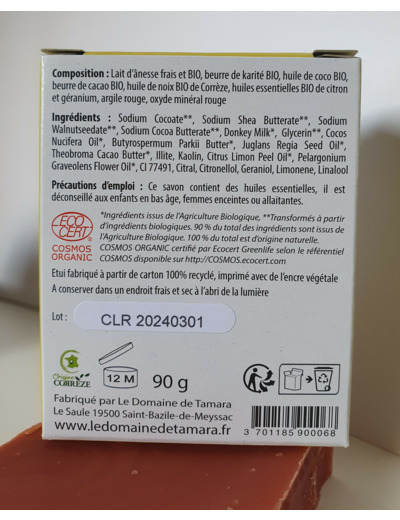 Composition : Lait d'ânesse frais et BIO, beurre de karité BIO, huile de coco BIO,
beurre de cacao BIO, huile de noix BIO de Corrèze, huiles essentielles BIO de citron
et géranium, argile rouge, oxyde minéral rouge
Ingrédients : Sodium Cocoate**, Sodium Shea Butterate**, Sodium
Walnutseedate**, Sodium Cocoa Butterate**, Donkey Milk*, Glycerin**, Cocos
Nucifera Oil*, Butyrospermum Parkii Butter*, Juglans Regia Seed Oil*,
Theobroma Cacao Butter*, Illite, Kaolin, Citrus Limon Peel Oil*, Pelargonium
Graveolens Flower Oil*, CI 77491, Citral, Citronellol, Geraniol, Limonene, Linalool
Précautions d'emploi : Ce savon contient des huiles essentielles, il est
déconseillé aux enfants en bas âge, femmes enceintes ou allaitantes.
ECO
CERT
COSMOS
ORGANIC
*Ingrédients issus de l'Agriculture Biologique, **Transformés à partir
d'ingrédients biologiques. 90 % du total des ingrédients sont issus de
l'Agriculture Biologique. 100 % du total est d'origine naturelle.
COSMOS ORGANIC certifié par Ecocert Greenlife selon le référentiel
COSMOS disponible sur http://COSMOS.ecocert.com
Etui fabriqué à partir de carton 100% recyclé, imprimé avec de l'encre végétale
A conserver dans un endroit frais et sec à l'abri de la lumière
Lot :
CLR 20240301
Origine
CORRÈZE
12 M
90 g
Fabriqué par Le Domaine de Tamara
Le Saule 19500 Saint-Bazile-de-Meyssac
www.ledomainedetamara.fr
3 701185 900068